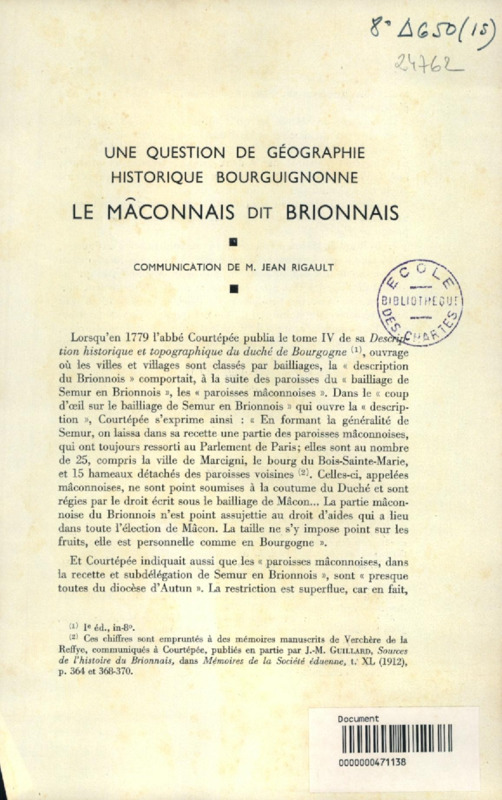 8° Δ650(15)
24762
UNE QUESTION DE GÉOGRAPHIE
HISTORIQUE BOURGUIGNONNE
LE MÂCONNAIS DIT BRIONNAIS
COMMUNICATION DE M. JEAN RIGAULT
ECOLE
BIBLIOTHEQUE
DES CHARTES
Lorsqu'en 1779 l'abbé Courtépée publia le tome IV de sa Descrip-
tion historique et topographique du duché de Bourgogne (1), ouvrage
où les villes et villages sont classés par bailliages, la « description
du Brionnais » comportait, à la suite des paroisses du « bailliage de
Semur en Brionnois », les « paroisses mâconnoises ». Dans le « coup
d'œil sur le bailliage de Semur en Brionnois » qui ouvre la « descrip-
tion », Courtépée s'exprime ainsi : « En formant la généralité de
Semur, on laissa dans sa recette une partie des paroisses mâconnoises,
qui ont toujours ressorti au Parlement de Paris; elles sont au nombre
de 25, compris la ville de Marcigni, le bourg du Bois-Sainte-Marie,
et 15 hameaux détachés des paroisses voisines (2). Celles-ci, appelées
mâconnoises, ne sont point soumises à la coutume du Duché et sont
régies par le droit écrit sous le bailliage de Mâcon... La partie mâcon-
noise du Brionnois n'est point assujettie au droit d'aides qui a lieu
dans toute l'élection de Mâcon. La taille ne s'y impose point sur les
fruits, elle est personnelle comme en Bourgogne ».
Et Courtépée indiquait aussi que les « paroisses mâconnoises, dans
la recette et subdélégation de Semur en Brionnois », sont « presque
toutes du diocèse d'Autun ». La restriction est superflue, car en fait,
(1) Ie éd., in-8°.
(2) Ces chiffres sont empruntés à des mémoires manuscrits de Verchère de la
Reffye, communiqués à Courtépée, publiés en partie par J.-M. GUILLARD, Sources
de l'histoire du Brionnais, dans Mémoires de la Société éduenne, t. XL (1912),
p. 364 et 368-370.
Document
0000000471138